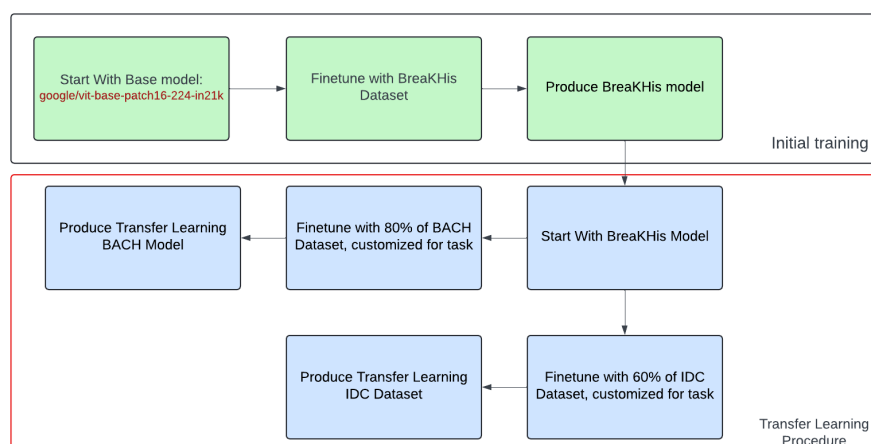 Start With Base model:
google/vit-base-patch16-224-in21k
Finetune with BreaKHis
Dataset
Produce BreaKHis model
Initial training
Produce Transfer Learning
BACH Model
Finetune with 80% of BACH
Dataset, customized for task
Start With BreaKHis Model
Produce Transfer Learning
IDC Dataset
Finetune with 60% of IDC
Dataset, customized for task
Transfer Learning
Procedure